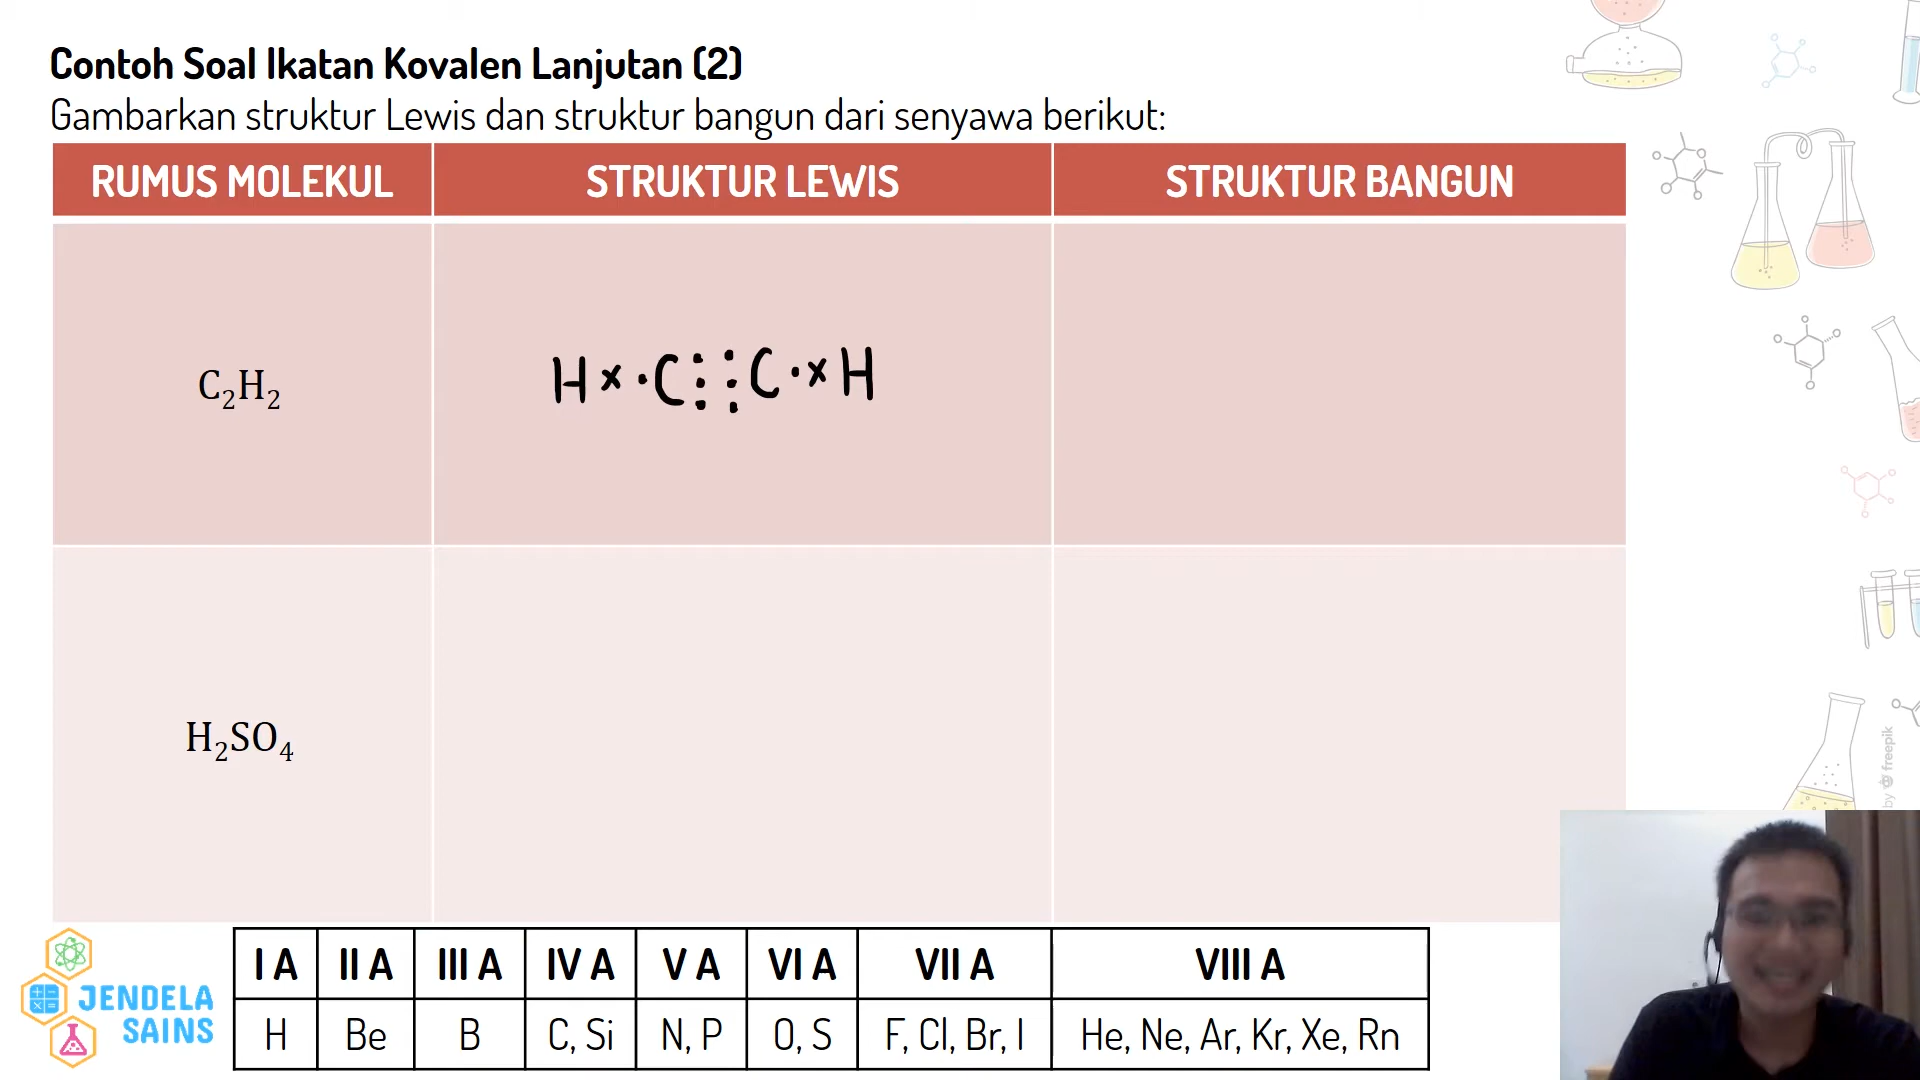 Contoh Soal Ikatan Kovalen Lanjutan (2)
Gambarkan struktur Lewis dan struktur bangun dari senyawa berikut:
RUMUS MOLEKUL STRUKTUR LEWIS STRUKTUR BANGUN
C₂H₂ H×·C⋮⋮C·×H
H₂SO₄
I A II A III A IV A V A VI A VII A VIII A
H Be B C, Si N, P O, S F, Cl, Br, I He, Ne, Ar, Kr, Xe, Rn
JENDELA
SAINS
by freepik